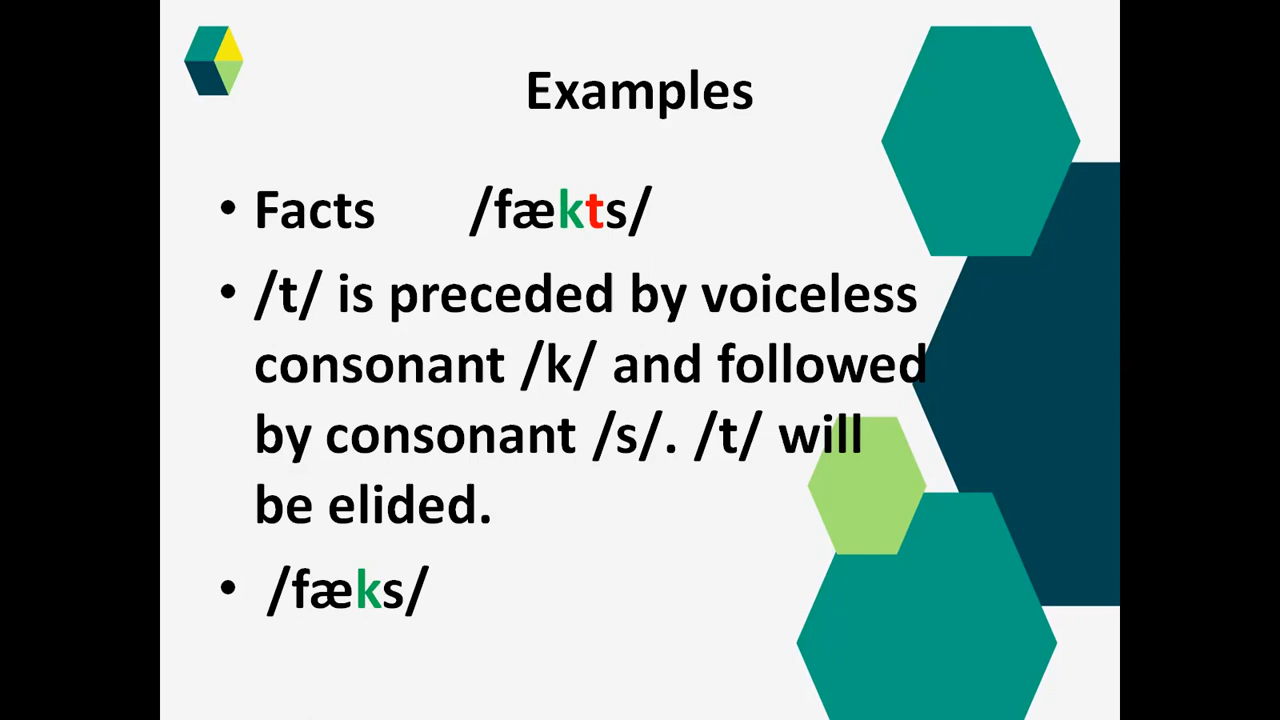 Examples
• Facts /fækts/
• /t/ is preceded by voiceless
consonant /k/ and followed
by consonant /s/. /t/ will
be elided.
• /fæks/